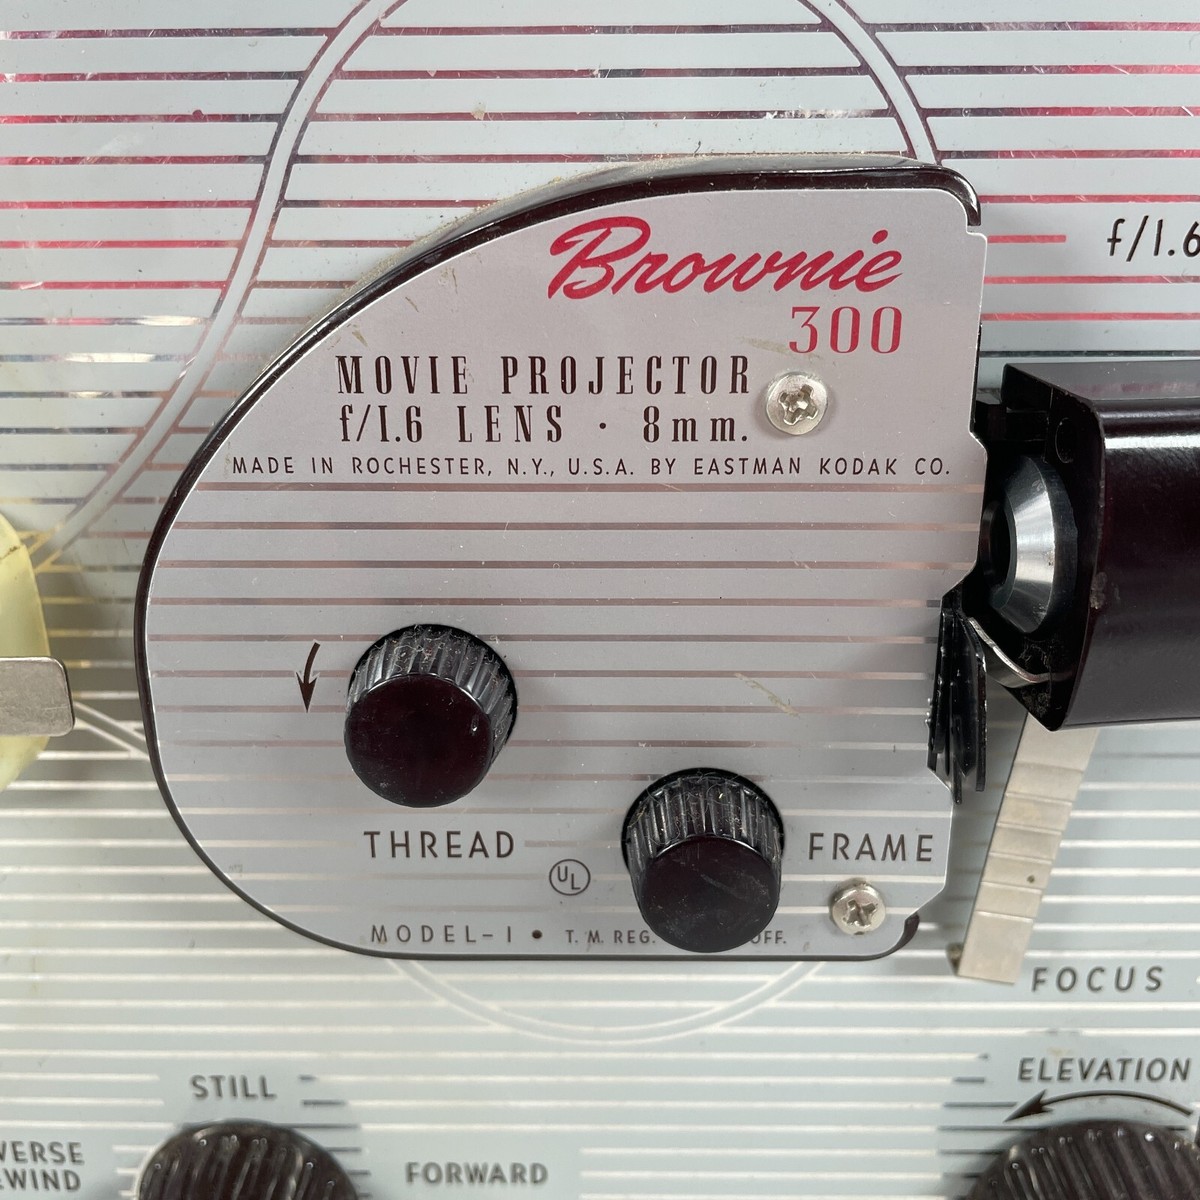 Brownie
300
f/1.6
MOVIE PROJECTOR
f/1.6 LENS · 8mm.
MADE IN ROCHESTER, N.Y., U.S.A. BY EASTMAN KODAK CO.
THREAD
FRAME
UL
MODEL-1 • T.M. REG. OFF.
FOCUS
ELEVATION
STILL
FORWARD